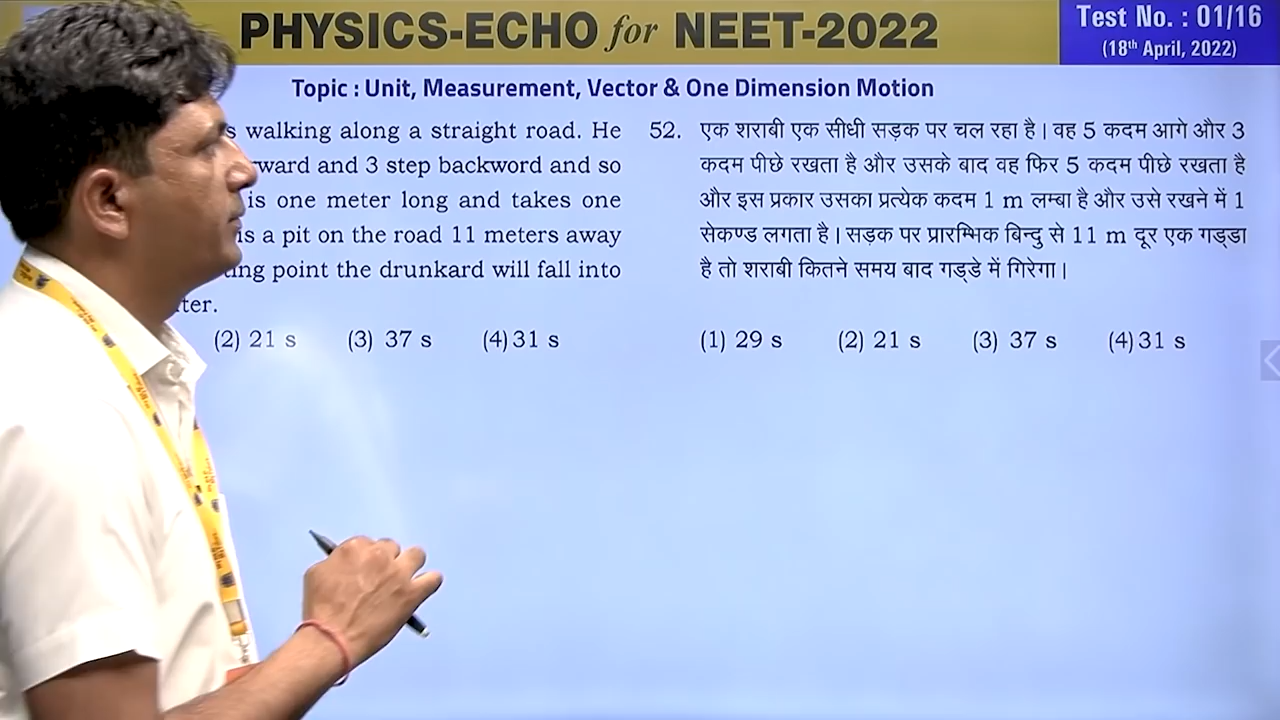 PHYSICS-ECHO for NEET-2022
Test No. : 01/16
(18th April, 2022)
Topic : Unit, Measurement, Vector & One Dimension Motion
walking along a straight road. He
and 3 step backword and so
is one meter long and takes one
is a pit on the road 11 meters away
point the drunkard will fall into
(2) 21 s (3) 37 s (4) 31 s
52. एक शराबी एक सीधी सड़क पर चल रहा है। वह 5 कदम आगे और 3
कदम पीछे रखता है और उसके बाद वह फिर 5 कदम पीछे रखता है
और इस प्रकार उसका प्रत्येक कदम 1 m लम्बा है और उसे रखने में 1
सेकण्ड लगता है। सड़क पर प्रारम्भिक बिन्दु से 11 m दूर एक गड्डा
है तो शराबी कितने समय बाद गड्डे में गिरेगा।
(1) 29 s (2) 21 s (3) 37 s (4) 31 s